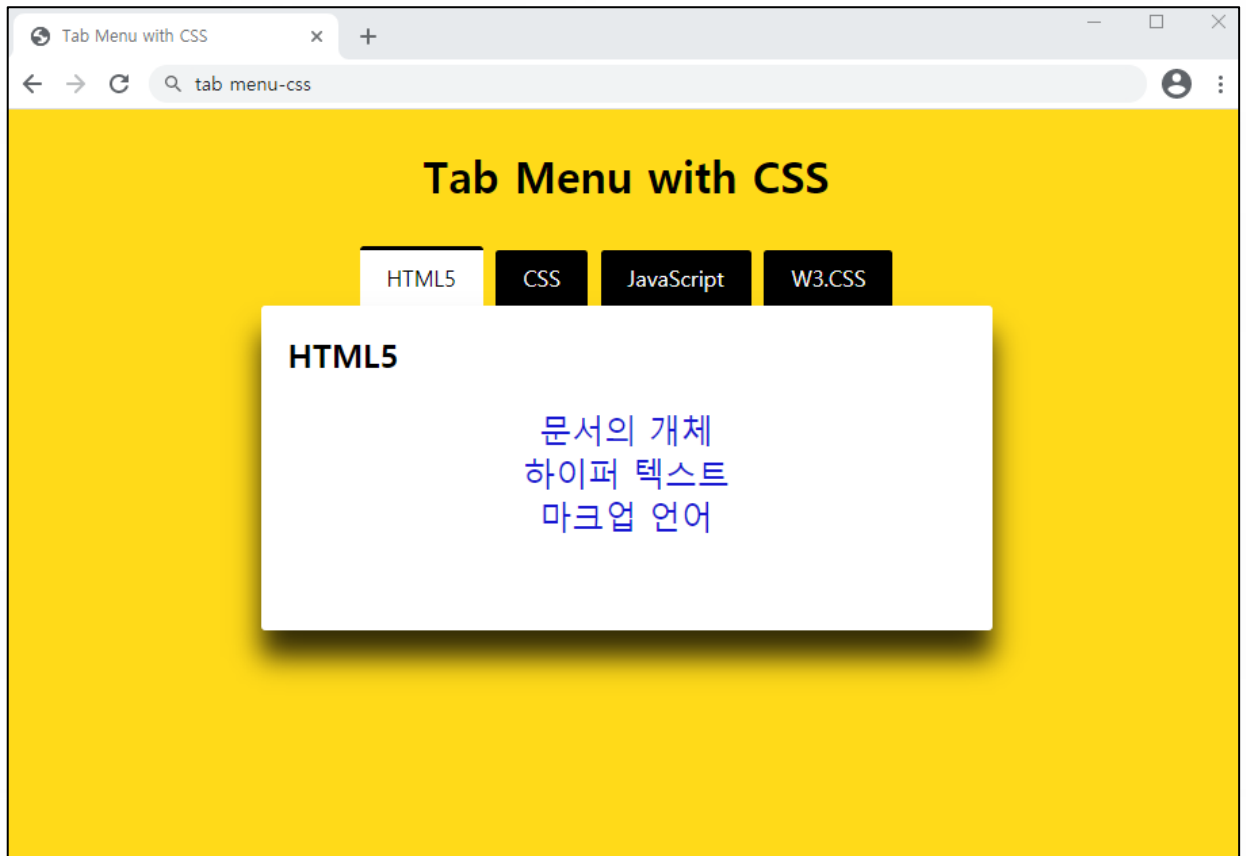 Tab Menu with CSS
tab menu-css
Tab Menu with CSS
HTML5 CSS JavaScript W3.CSS
HTML5
문서의 개체
하이퍼 텍스트
마크업 언어